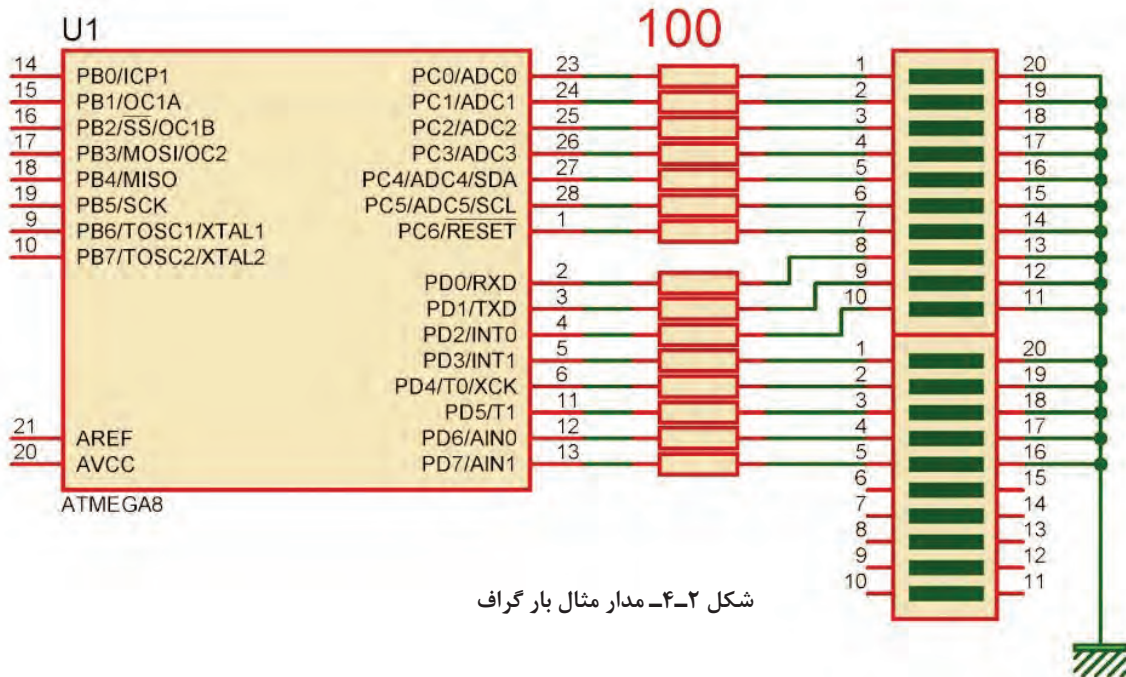 U1
100
14 PB0/ICP1
15 PB1/OC1A
16 PB2/SS/OC1B
17 PB3/MOSI/OC2
18 PB4/MISO
19 PB5/SCK
9 PB6/TOSC1/XTAL1
10 PB7/TOSC2/XTAL2
21 AREF
20 AVCC
PC0/ADC0 23
PC1/ADC1 24
PC2/ADC2 25
PC3/ADC3 26
PC4/ADC4/SDA 27
PC5/ADC5/SCL 28
PC6/RESET 1
PD0/RXD 2
PD1/TXD 3
PD2/INT0 4
PD3/INT1 5
PD4/T0/XCK 6
PD5/T1 11
PD6/AIN0 12
PD7/AIN1 13
ATMEGA8
1 20
2 19
3 18
4 17
5 16
6 15
7 14
8 13
9 12
10 11
1 20
2 19
3 18
4 17
5 16
6 15
7 14
8 13
9 12
10 11
شکل ۲ـ۴ـ مدار مثال بار گراف